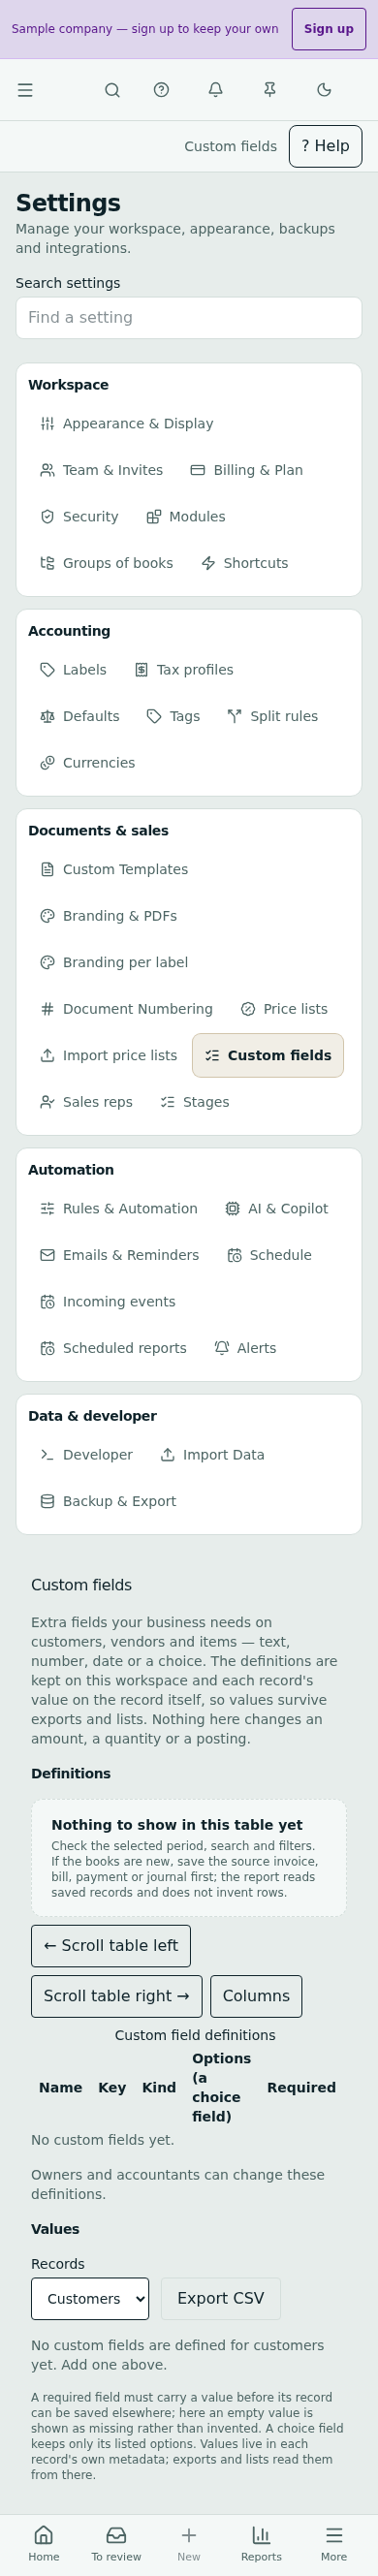 Sample company — sign up to keep your own
Sign up
Custom fields
? Help
Settings
Manage your workspace, appearance, backups
and integrations.
Search settings
Find a setting
Workspace
Appearance & Display
Team & Invites
Billing & Plan
Security
Modules
Groups of books
Shortcuts
Accounting
Labels
Tax profiles
Defaults
Tags
Split rules
Currencies
Documents & sales
Custom Templates
Branding & PDFs
Branding per label
Document Numbering
Price lists
Import price lists
Custom fields
Sales reps
Stages
Automation
Rules & Automation
AI & Copilot
Emails & Reminders
Schedule
Incoming events
Scheduled reports
Alerts
Data & developer
Developer
Import Data
Backup & Export
Custom fields
Extra fields your business needs on
customers, vendors and items — text,
number, date or a choice. The definitions are
kept on this workspace and each record's
value on the record itself, so values survive
exports and lists. Nothing here changes an
amount, a quantity or a posting.
Definitions
Nothing to show in this table yet
Check the selected period, search and filters.
If the books are new, save the source invoice,
bill, payment or journal first; the report reads
saved records and does not invent rows.
← Scroll table left
Scroll table right →
Columns
Custom field definitions
Name Key Kind Options (a choice field) Required
No custom fields yet.
Owners and accountants can change these
definitions.
Values
Records
Customers
Export CSV
No custom fields are defined for customers
yet. Add one above.
A required field must carry a value before its record
can be saved elsewhere; here an empty value is
shown as missing rather than invented. A choice field
keeps only its listed options. Values live in each
record's own metadata; exports and lists read them
from there.
Home
To review
New
Reports
More